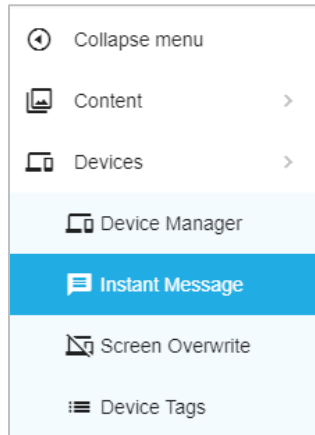 Collapse menu
Content
Devices
Device Manager
Instant Message
Screen Overwrite
Device Tags